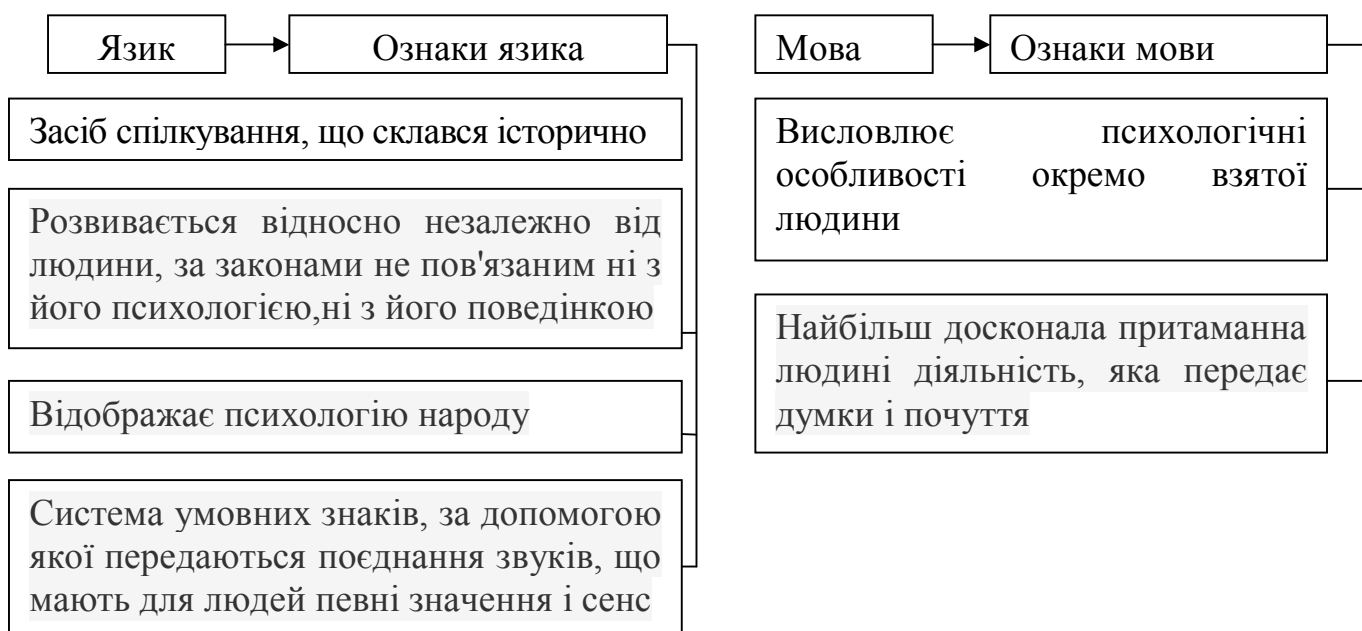 Язик
Ознаки язика
Засіб спілкування, що склався історично
Розвивається відносно незалежно від
людини, за законами не пов'язаним ні з
його психологією,ні з його поведінкою
Відображає психологію народу
Система умовних знаків, за допомогою
якої передаються поєднання звуків, що
мають для людей певні значення і сенс
Мова
Ознаки мови
Висловлює психологічні
особливості окремо взятої
людини
Найбільш досконала притаманна
людині діяльність, яка передає
думки і почуття